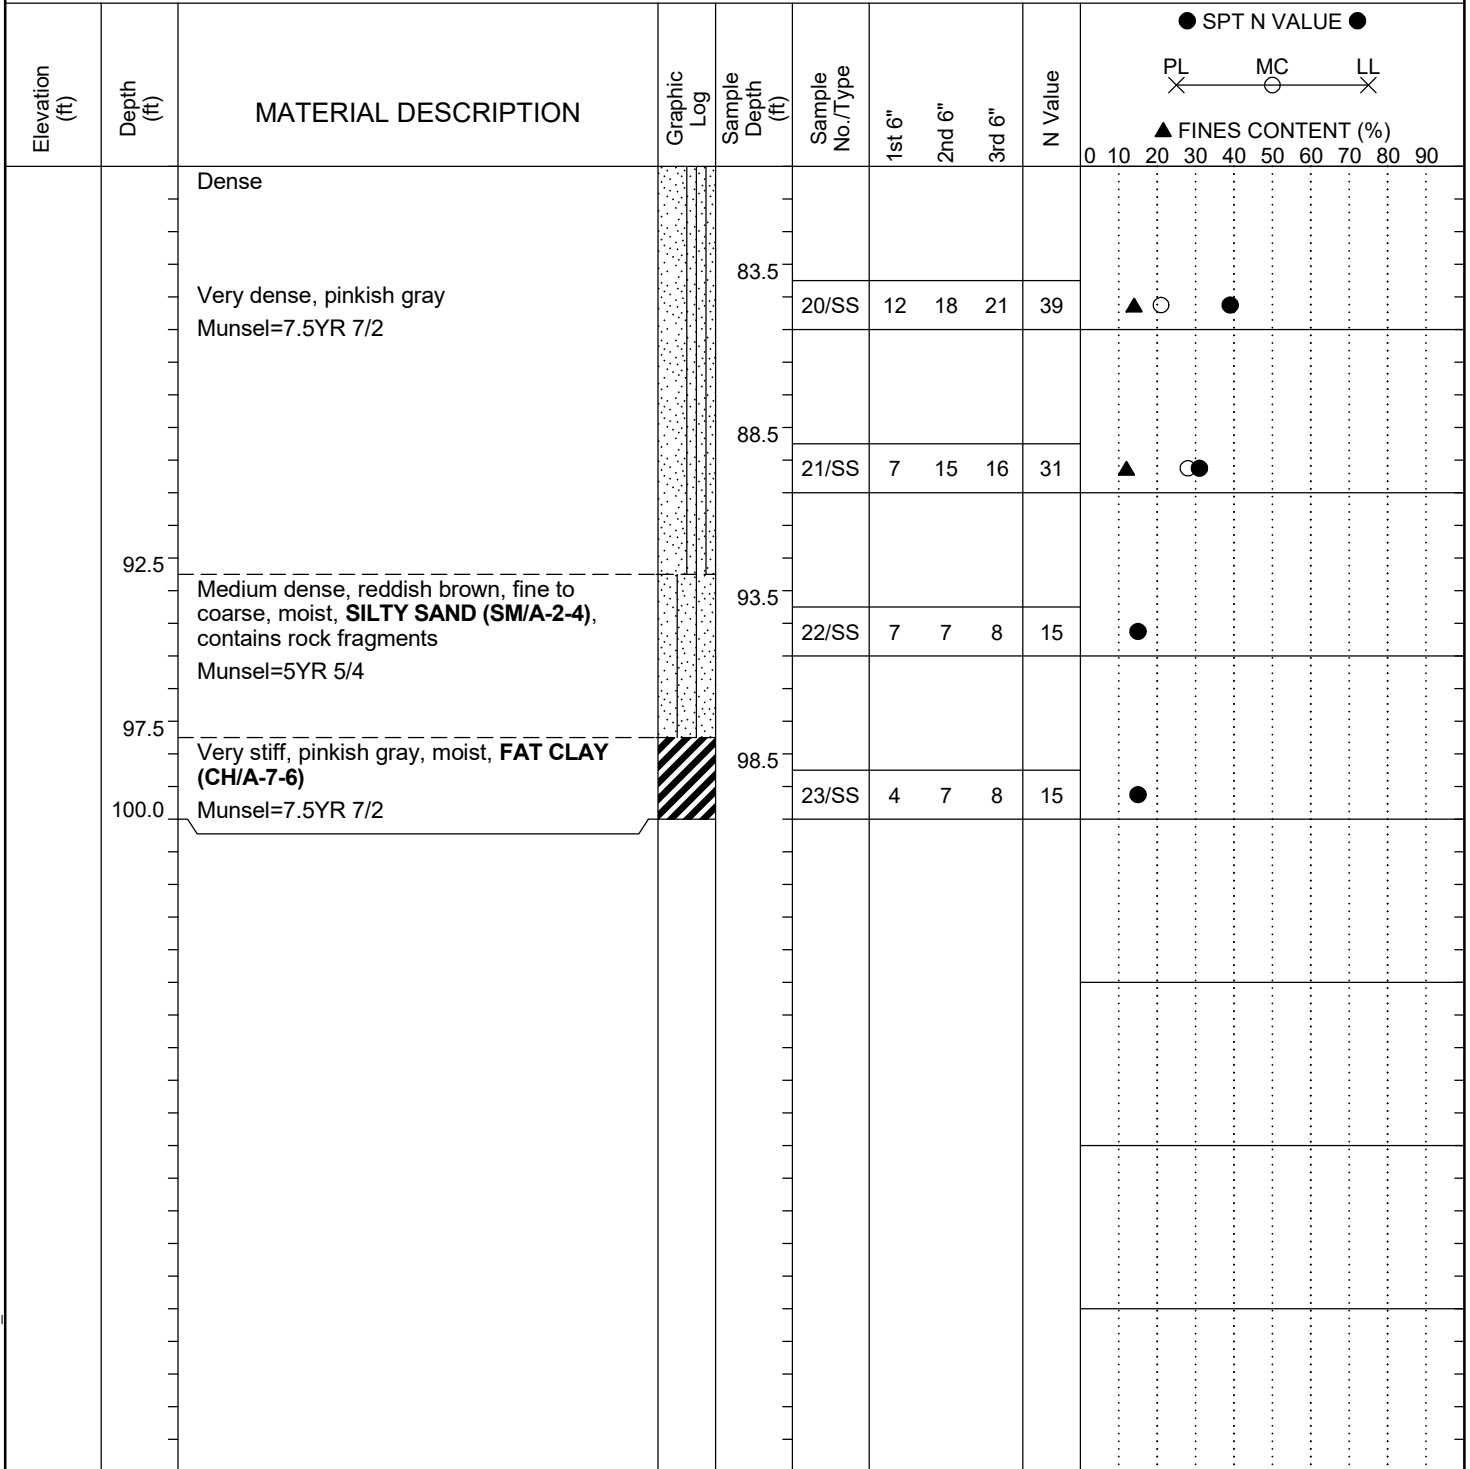 ● SPT N VALUE ●
PL MC LL
▲ FINES CONTENT (%)
0 10 20 30 40 50 60 70 80 90
Elevation (ft)
Depth (ft)
MATERIAL DESCRIPTION
Graphic Log
Sample Depth (ft)
Sample No./Type
1st 6"
2nd 6"
3rd 6"
N Value
Dense
83.5
Very dense, pinkish gray
20/SS 12 18 21 39
Munsel=7.5YR 7/2
88.5
21/SS 7 15 16 31
92.5
Medium dense, reddish brown, fine to
93.5
coarse, moist, SILTY SAND (SM/A-2-4),
contains rock fragments
22/SS 7 7 8 15
Munsel=5YR 5/4
97.5
Very stiff, pinkish gray, moist, FAT CLAY
98.5
(CH/A-7-6)
23/SS 4 7 8 15
100.0 Munsel=7.5YR 7/2